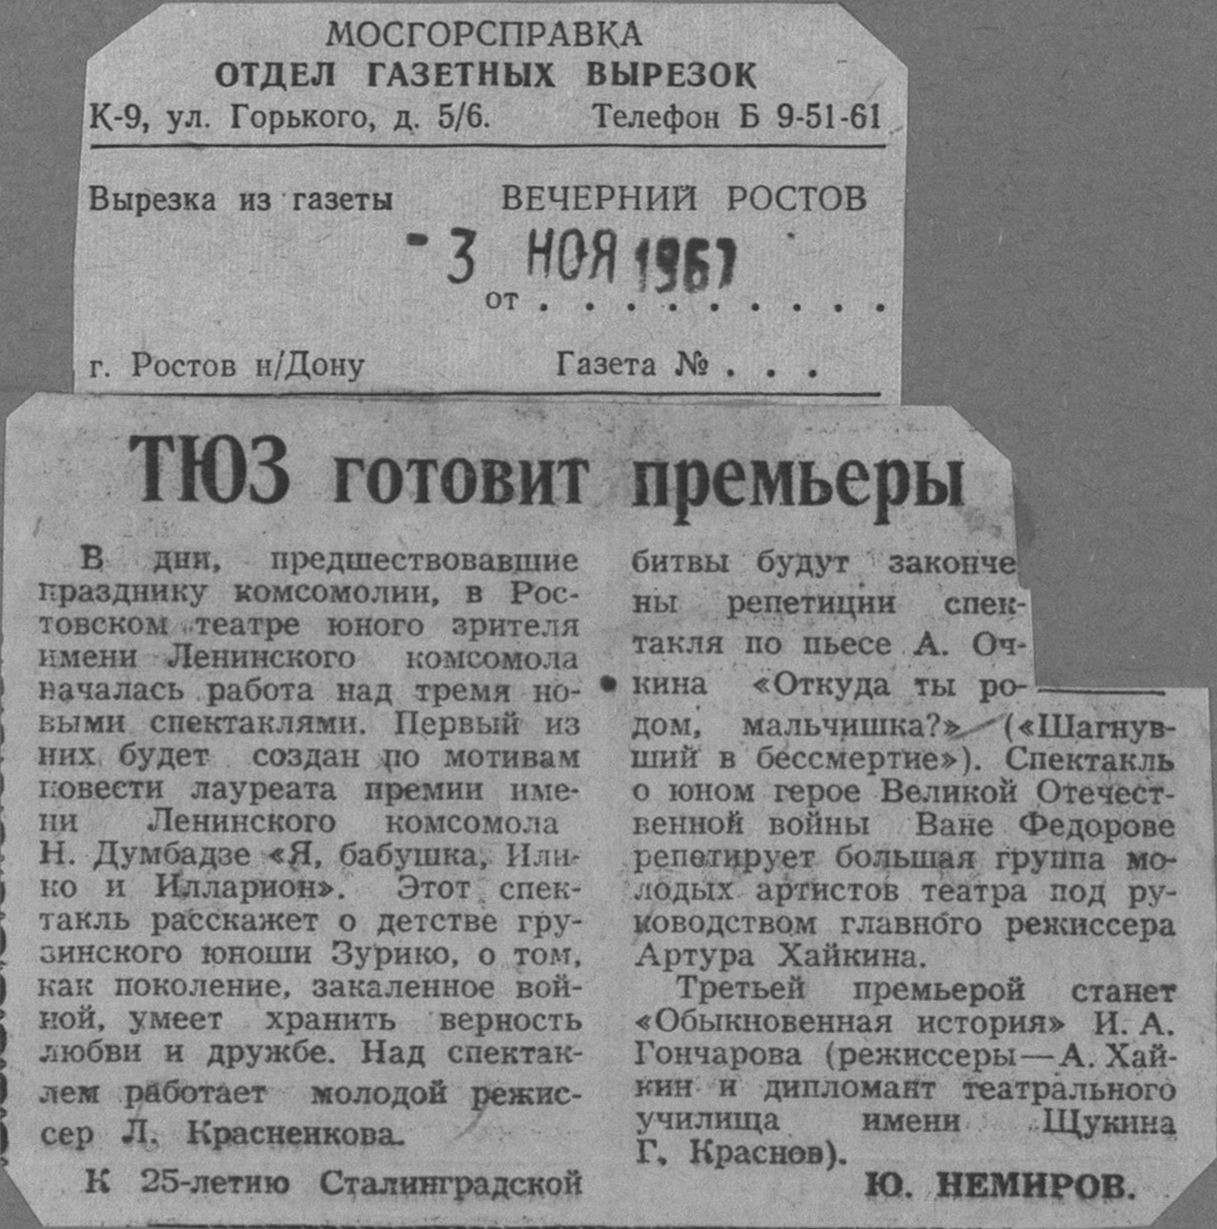 МОСГОРСПРАВКА
ОТДЕЛ ГАЗЕТНЫХ ВЫРЕЗОК
К-9, ул. Горького, д. 5/6. Телефон Б 9-51-61
Вырезка из газеты ВЕЧЕРНИЙ РОСТОВ
- 3 НОЯ 1967
от . . . . . . . . .
г. Ростов н/Дону Газета № . . .
ТЮЗ готовит премьеры
В дни, предшествовавшие
празднику комсомолии, в Рос-
товском театре юного зрителя
имени Ленинского комсомола
началась работа над тремя но-
выми спектаклями. Первый из
них будет создан по мотивам
повести лауреата премии име-
ни Ленинского комсомола
Н. Думбадзе «Я, бабушка, Или-
ко и Илларион». Этот спек-
такль расскажет о детстве гру-
зинского юноши Зурико, о том,
как поколение, закаленное вой-
ной, умеет хранить верность
любви и дружбе. Над спектак-
лем работает молодой режис-
сер Л. Красненкова.
К 25-летию Сталинградской
битвы будут законче
ны репетиции спек-
такля по пьесе А. Оч-
кина «Откуда ты ро-
дом, мальчишка?» («Шагнув-
ший в бессмертие»). Спектакль
о юном герое Великой Отечест-
венной войны Ване Федорове
репетирует большая группа мо-
лодых артистов театра под ру-
ководством главного режиссера
Артура Хайкина.
Третьей премьерой станет
«Обыкновенная история» И. А.
Гончарова (режиссеры—А. Хай-
кин и дипломант театрального
училища имени Щукина
Г. Краснов).
Ю. НЕМИРОВ.